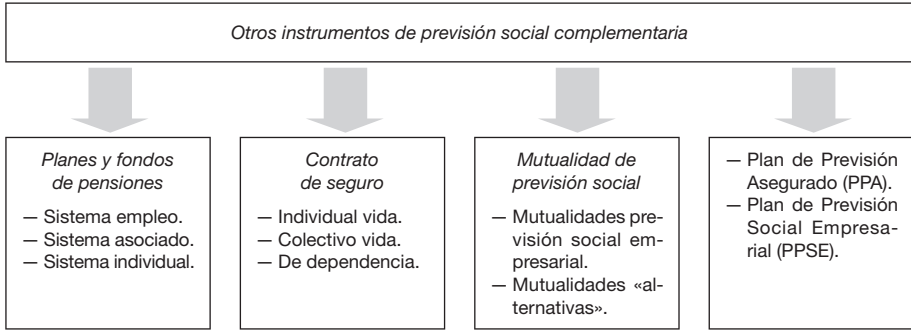 Otros instrumentos de previsión social complementaria
Planes y fondos
de pensiones
— Sistema empleo.
— Sistema asociado.
— Sistema individual.
Contrato
de seguro
— Individual vida.
— Colectivo vida.
— De dependencia.
Mutualidad de
previsión social
— Mutualidades pre-
visión social em-
presarial.
— Mutualidades «al-
ternativas».
— Plan de Previsión
Asegurado (PPA).
— Plan de Previsión
Social Empresa-
rial (PPSE).